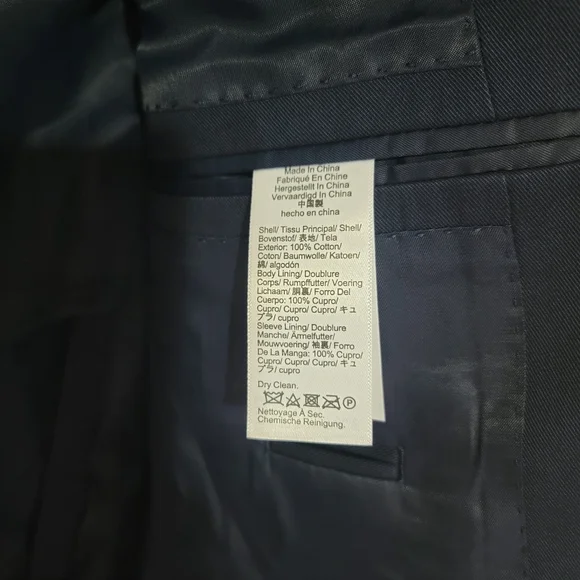 Made In China
Fabriqué En Chine
Hergestellt In China
Vervaardigd In China
中国製
hecho en china
Shell/ Tissu Principal/ Shell/
Bovenstof/ 表地/ Tela
Exterior: 100% Cotton/
Coton/ Baumwolle/ Katoen/
綿/ algodón
Body Lining/ Doublure
Corps/ Rumpffutter/ Voering
Lichaam/ 胴裏/ Forro Del
Cuerpo: 100% Cupro/
Cupro/ Cupro/ Cupro/ キュ
プラ/ cupro
Sleeve Lining/ Doublure
Manche/ Ärmelfutter/
Mouwvoering/ 袖裏/ Forro
De La Manga: 100% Cupro/
Cupro/ Cupro/ Cupro/ キュ
プラ/ cupro
Dry Clean.
P
Nettoyage À Sec.
Chemische Reinigung.